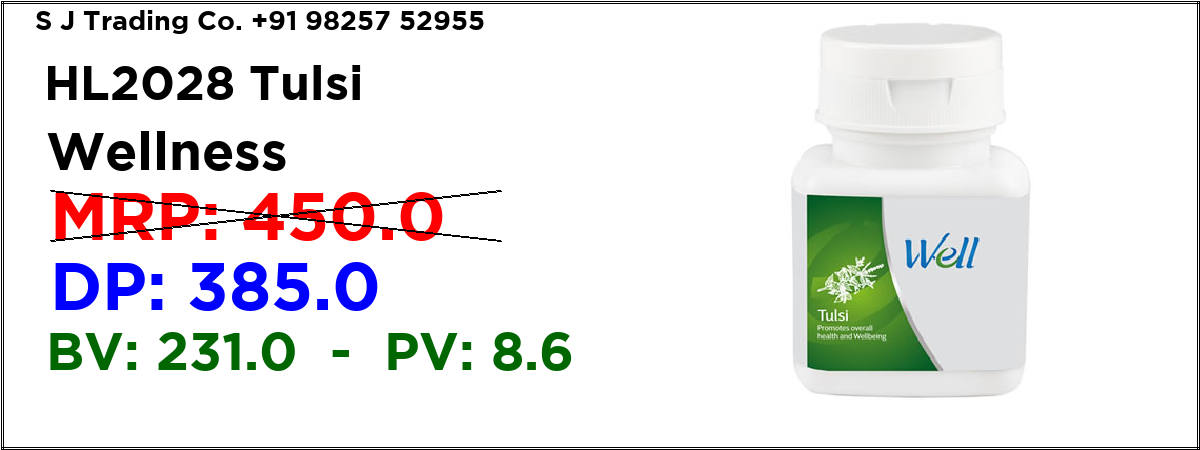 S J Trading Co. +91 98257 52955
HL2028 Tulsi
Wellness
MRP: 450.0
DP: 385.0
BV: 231.0 - PV: 8.6
Well
Tulsi
Promotes overall
health and Wellbeing